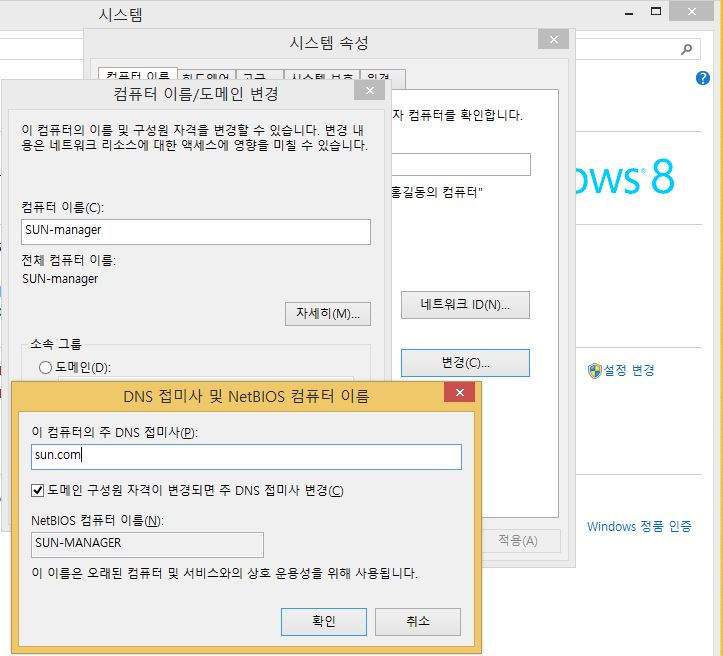 시스템
시스템 속성
컴퓨터 이름
시스템 보호
컴퓨터 이름/도메인 변경
자 컴퓨터를 확인합니다.
이 컴퓨터의 이름 및 구성원 자격을 변경할 수 있습니다. 변경 내
용은 네트워크 리소스에 대한 액세스에 영향을 미칠 수 있습니다.
홍길동의 컴퓨터"
ows 8
컴퓨터 이름(C):
SUN-manager
전체 컴퓨터 이름:
SUN-manager
자세히(M)...
네트워크 ID(N)...
소속 그룹
도메인(D):
변경(C)...
설정 변경
DNS 접미사 및 NetBIOS 컴퓨터 이름
이 컴퓨터의 주 DNS 접미사(P):
sun.com
도메인 구성원 자격이 변경되면 주 DNS 접미사 변경(C)
NetBIOS 컴퓨터 이름(N):
SUN-MANAGER
이 이름은 오래된 컴퓨터 및 서비스와의 상호 운용성을 위해 사용됩니다.
확인
취소
적용(A)
Windows 정품 인증